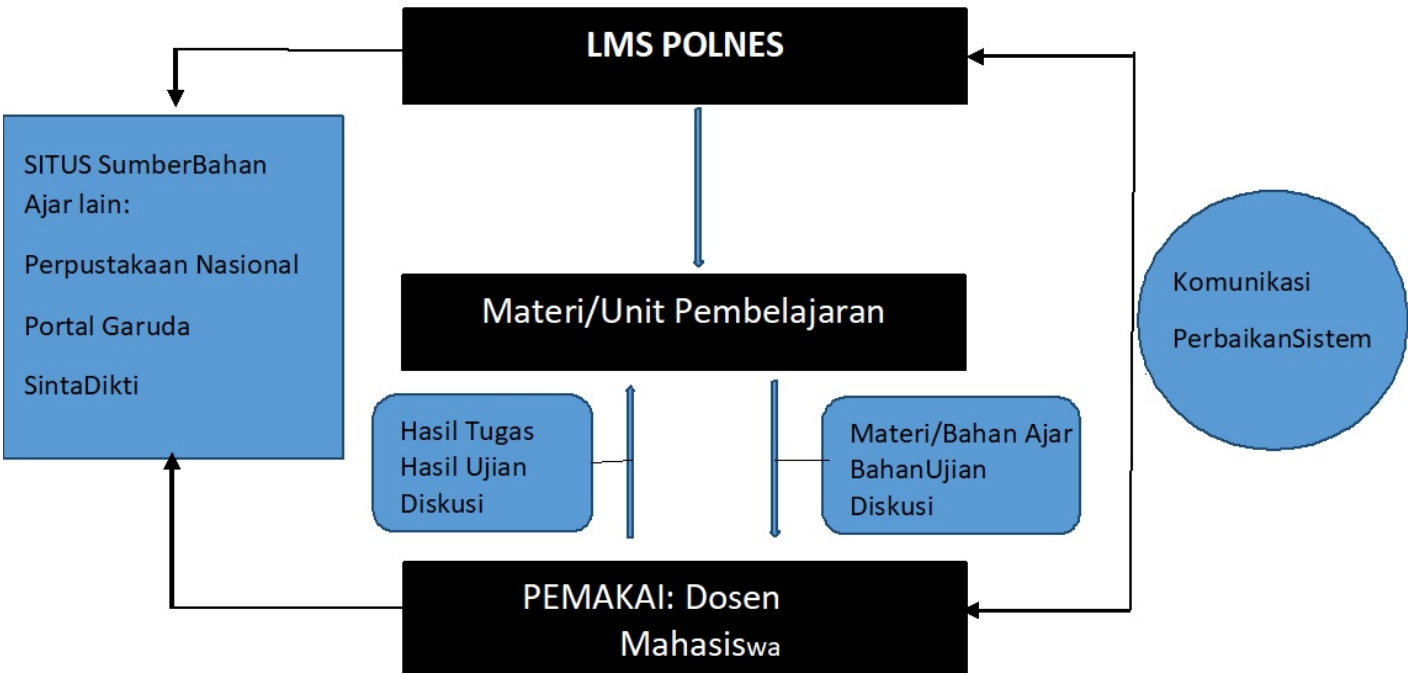 LMS POLNES
SITUS SumberBahan
Ajar lain:
Perpustakaan Nasional
Portal Garuda
SintaDikti
Materi/Unit Pembelajaran
Komunikasi
PerbaikanSistem
Hasil Tugas
Hasil Ujian
Diskusi
Materi/Bahan Ajar
BahanUjian
Diskusi
PEMAKAI: Dosen
Mahasiswa